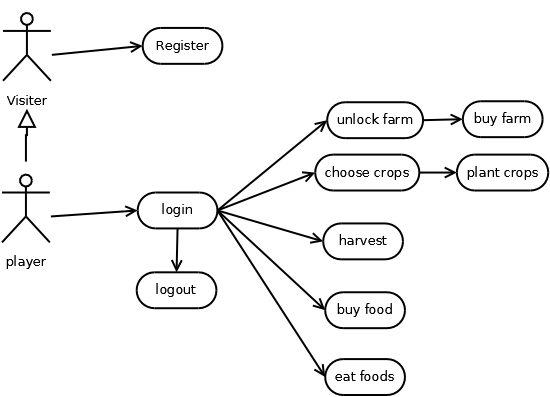 Register
Visiter
unlock farm
buy farm
choose crops
plant crops
login
harvest
player
logout
buy food
eat foods